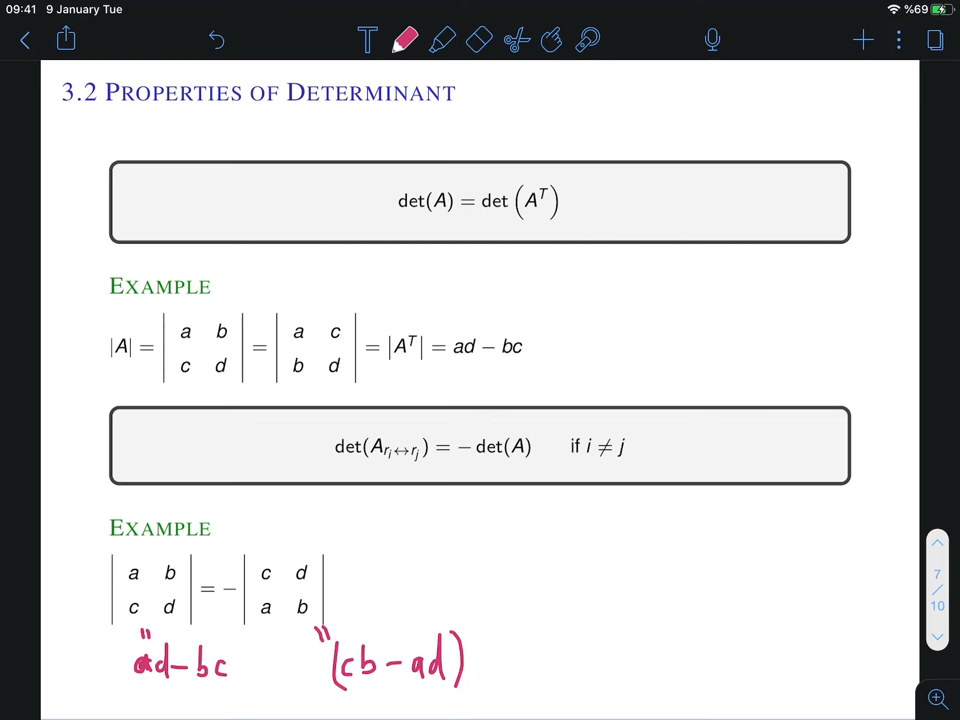 09:41 9 January Tue %69
3.2 PROPERTIES OF DETERMINANT
det(A) = det (A^T)
EXAMPLE
|A| = | a b ; c d | = | a c ; b d | = |A^T| = ad − bc
det(A_{r_i↔r_j}) = − det(A) if i ≠ j
EXAMPLE
| a b ; c d | = − | c d ; a b |
" "
ad − bc (cb − ad)
7
/
10